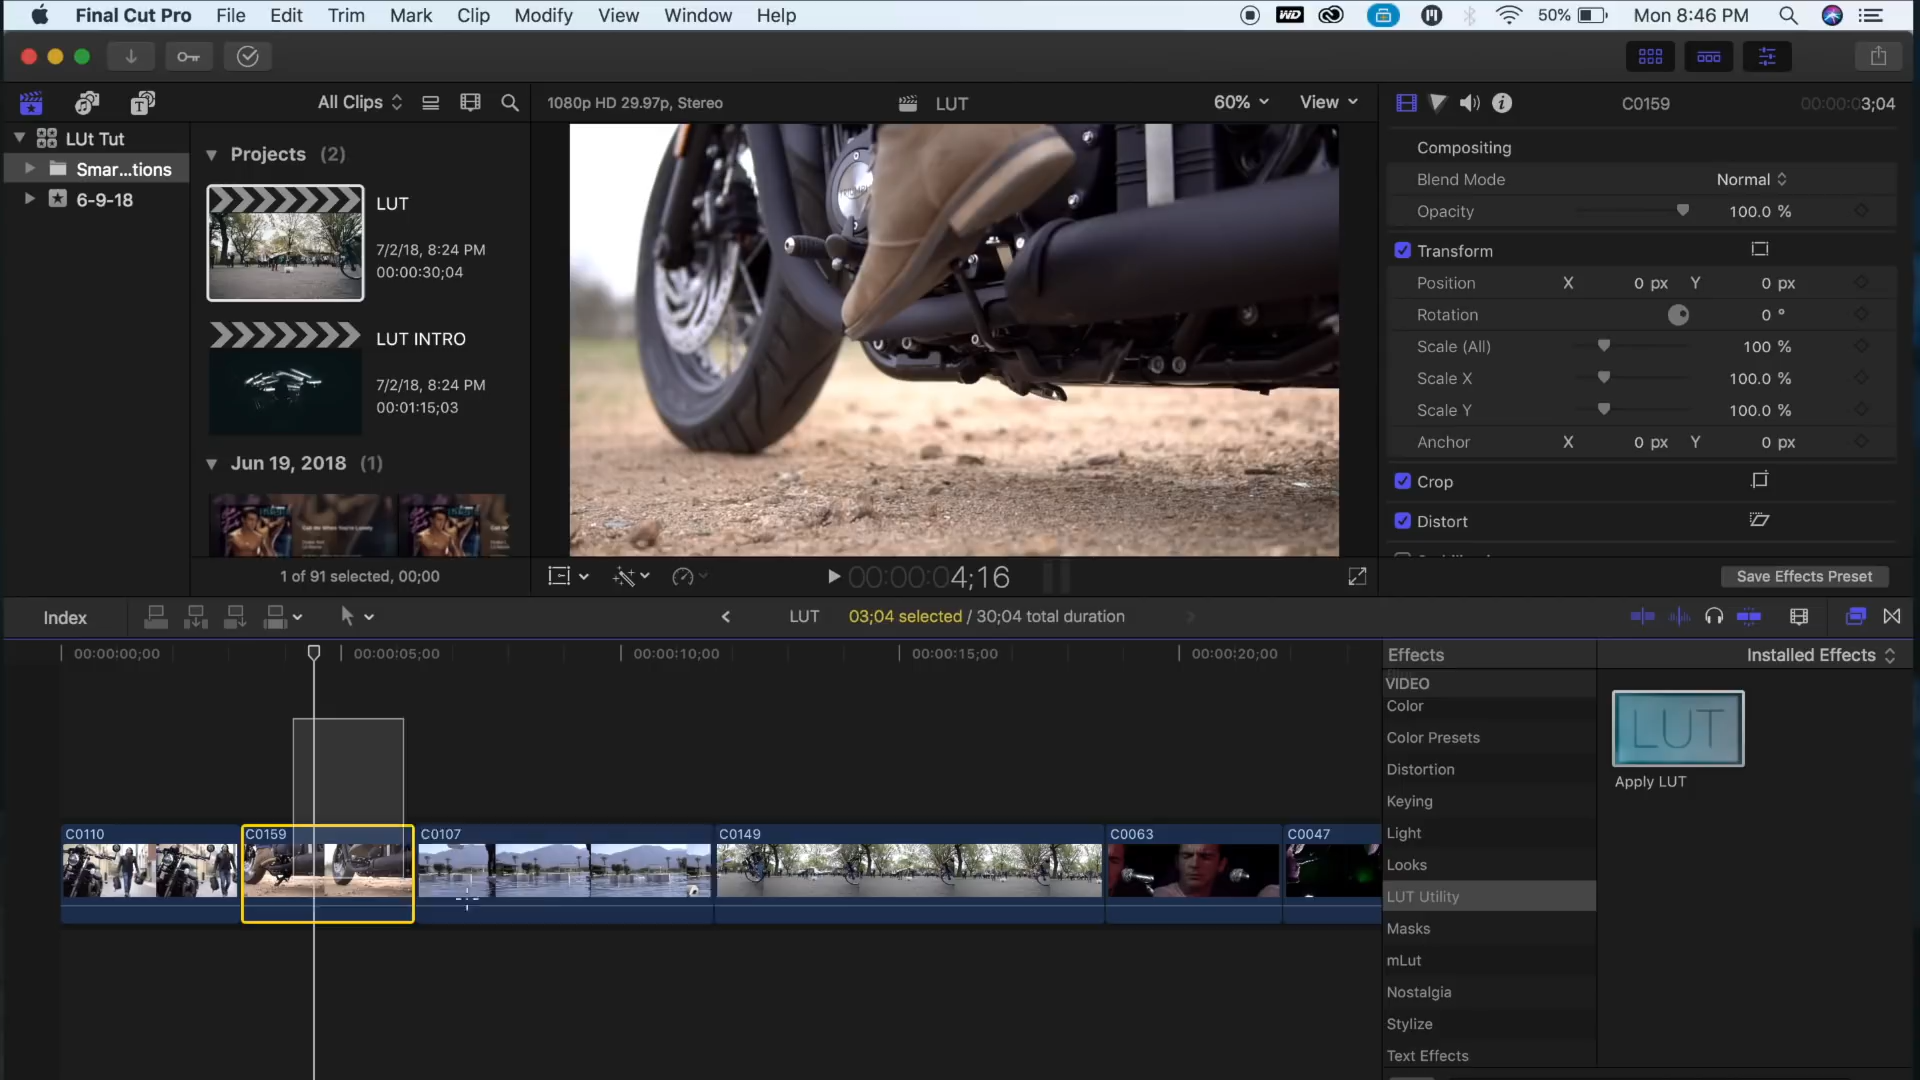 Final Cut Pro File Edit Trim Mark Clip Modify View Window Help
WD 50% Mon 8:46 PM
All Clips
1080p HD 29.97p, Stereo
LUT
60% View
C0159
00:00:03;04
LUt Tut
Smar...tions
6-9-18
Projects (2)
LUT
7/2/18, 8:24 PM
00:00:30;04
LUT INTRO
7/2/18, 8:24 PM
00:01:15;03
Jun 19, 2018 (1)
1 of 91 selected, 00;00
00:00:04;16
Compositing
Blend Mode Normal
Opacity 100.0 %
Transform
Position X 0 px Y 0 px
Rotation 0 °
Scale (All) 100 %
Scale X 100.0 %
Scale Y 100.0 %
Anchor X 0 px Y 0 px
Crop
Distort
Save Effects Preset
Index
LUT 03;04 selected / 30;04 total duration
00:00:00;00 00:00:05;00 00:00:10;00 00:00:15;00 00:00:20;00
C0110 C0159 C0107 C0149 C0063 C0047
Effects
Installed Effects
VIDEO
Color
Color Presets
Distortion
Keying
Light
Looks
LUT Utility
Masks
mLut
Nostalgia
Stylize
Text Effects
LUT
Apply LUT